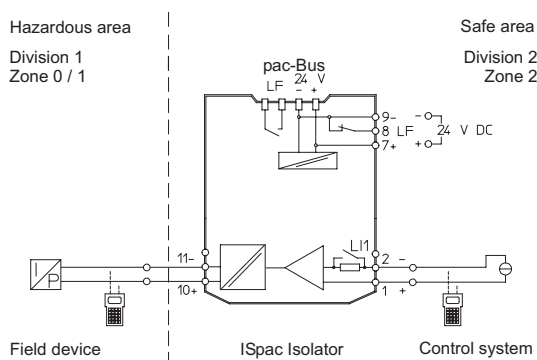 Hazardous area
Safe area
Division 1
Zone 0 / 1
Division 2
Zone 2
pac-Bus
LF 24 V
- +
9- -
8 LF 24 V DC
7+ +
LI1
11- 2 -
I
P
10+ 1 +
Field device
ISpac Isolator
Control system